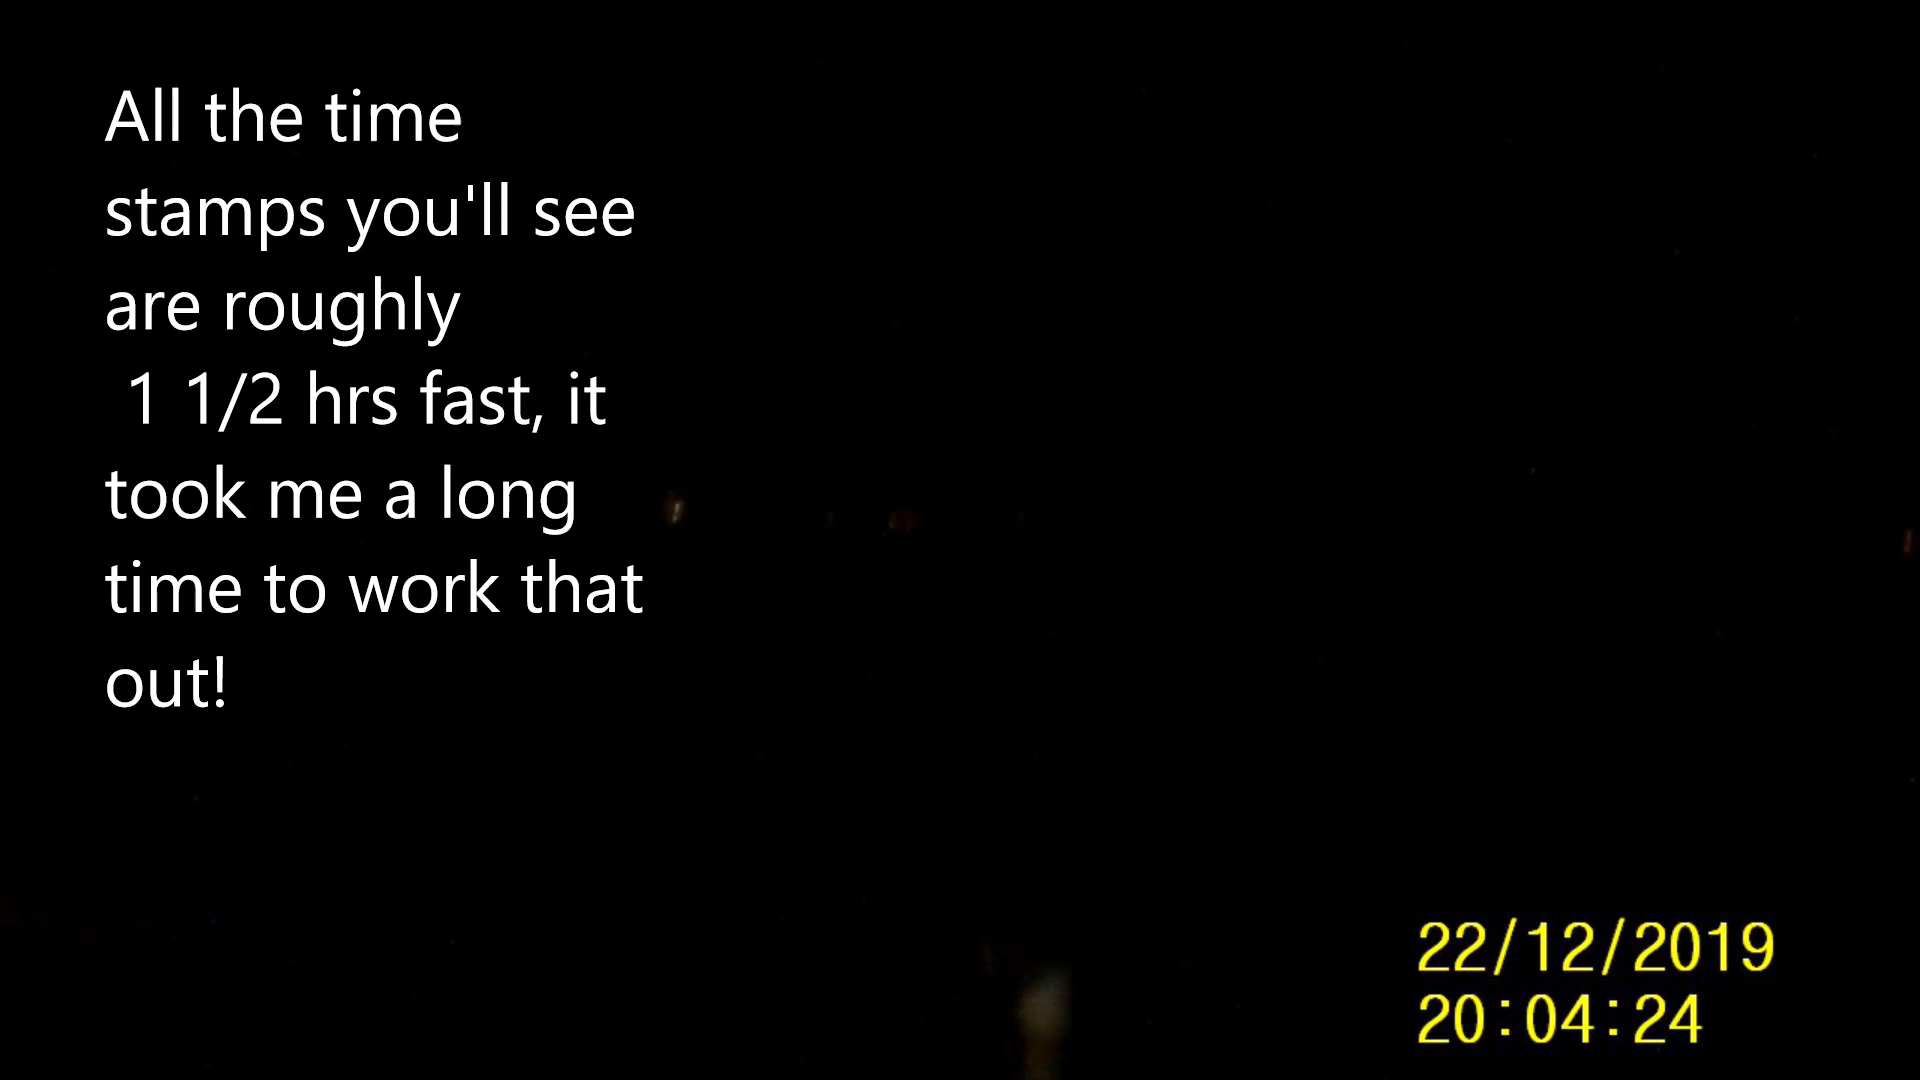 All the time
stamps you'll see
are roughly
1 1/2 hrs fast, it
took me a long
time to work that
out!
22/12/2019
20:04:24